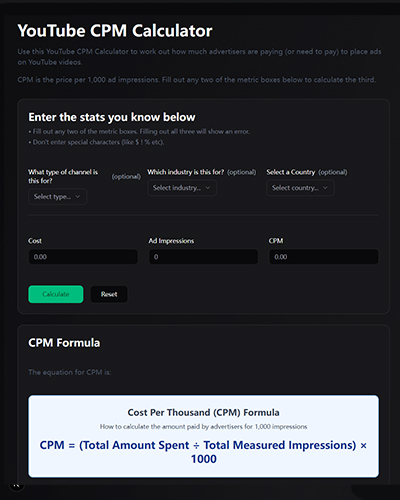 YouTube CPM Calculator
Use this YouTube CPM Calculator to work out how much advertisers are paying (or need to pay) to place ads
on YouTube videos.
CPM is the price per 1,000 ad impressions. Fill out any two of the metric boxes below to calculate the third.
Enter the stats you know below
• Fill out any two of the metric boxes. Filling out all three will show an error.
• Don't enter special characters (like $ ! % etc).
What type of channel is this for? (optional) Which industry is this for? (optional) Select a Country (optional)
Select type... Select industry... Select country...
Cost Ad Impressions CPM
0.00 0 0.00
Calculate Reset
CPM Formula
The equation for CPM is:
Cost Per Thousand (CPM) Formula
How to calculate the amount paid by advertisers for 1,000 impressions
CPM = (Total Amount Spent ÷ Total Measured Impressions) ×
1000